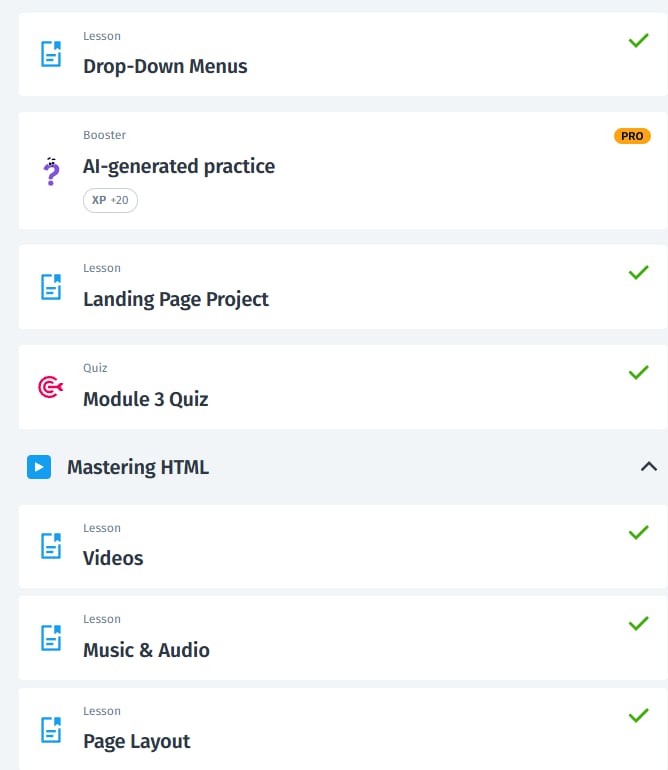 Lesson
Drop-Down Menus
Booster
PRO
AI-generated practice
XP +20
Lesson
Landing Page Project
Quiz
Module 3 Quiz
Mastering HTML
Lesson
Videos
Lesson
Music & Audio
Lesson
Page Layout